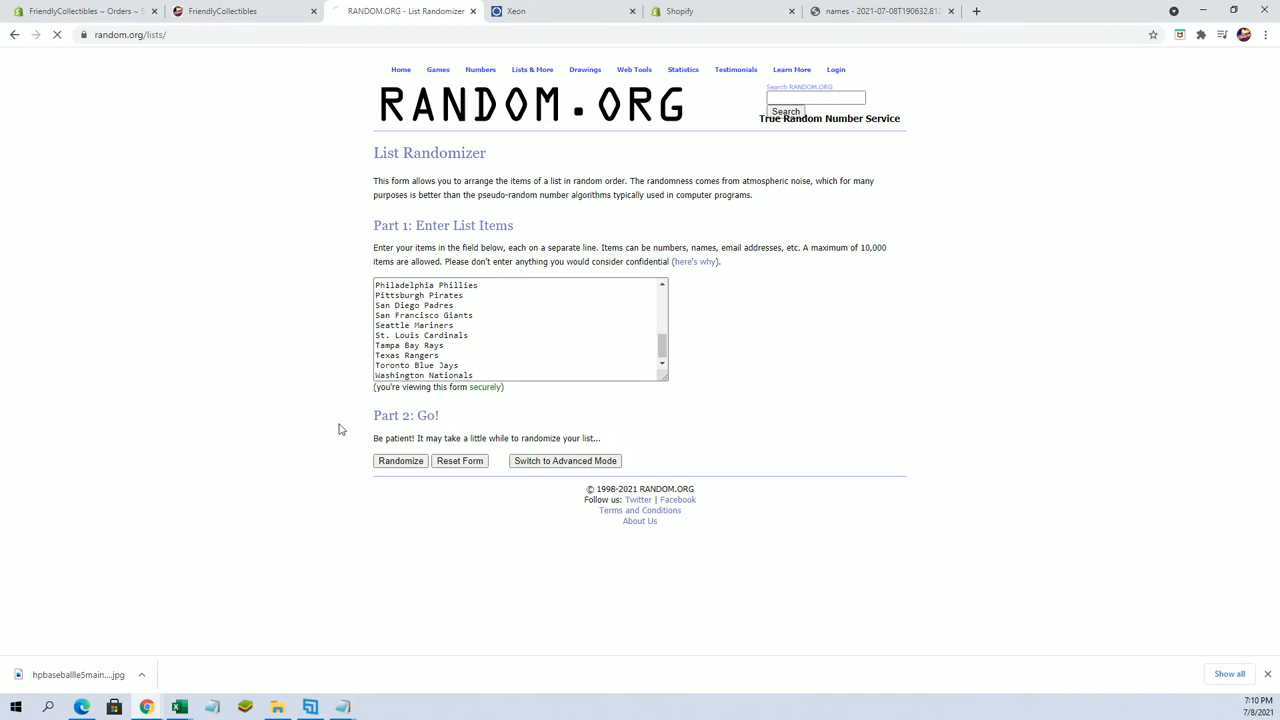 FriendlyCollectibles ~ Orders ~ S
FriendlyCollectibles
RANDOM.ORG - List Randomizer
Xeon
Shopify
names - 2021-07-08T190632.812
random.org/lists/
Home
Games
Numbers
Lists & More
Drawings
Web Tools
Statistics
Testimonials
Learn More
Login
RANDOM.ORG
Search RANDOM.ORG
Search
True Random Number Service
List Randomizer
This form allows you to arrange the items of a list in random order. The randomness comes from atmospheric noise, which for many
purposes is better than the pseudo-random number algorithms typically used in computer programs.
Part 1: Enter List Items
Enter your items in the field below, each on a separate line. Items can be numbers, names, email addresses, etc. A maximum of 10,000
items are allowed. Please don't enter anything you would consider confidential (here's why).
Philadelphia Phillies
Pittsburgh Pirates
San Diego Padres
San Francisco Giants
Seattle Mariners
St. Louis Cardinals
Tampa Bay Rays
Texas Rangers
Toronto Blue Jays
Washington Nationals
(you're viewing this form securely)
Part 2: Go!
Be patient! It may take a little while to randomize your list...
Randomize
Reset Form
Switch to Advanced Mode
© 1998-2021 RANDOM.ORG
Follow us: Twitter | Facebook
Terms and Conditions
About Us
hpbaseballle5main....jpg
Show all
7:10 PM
7/8/2021